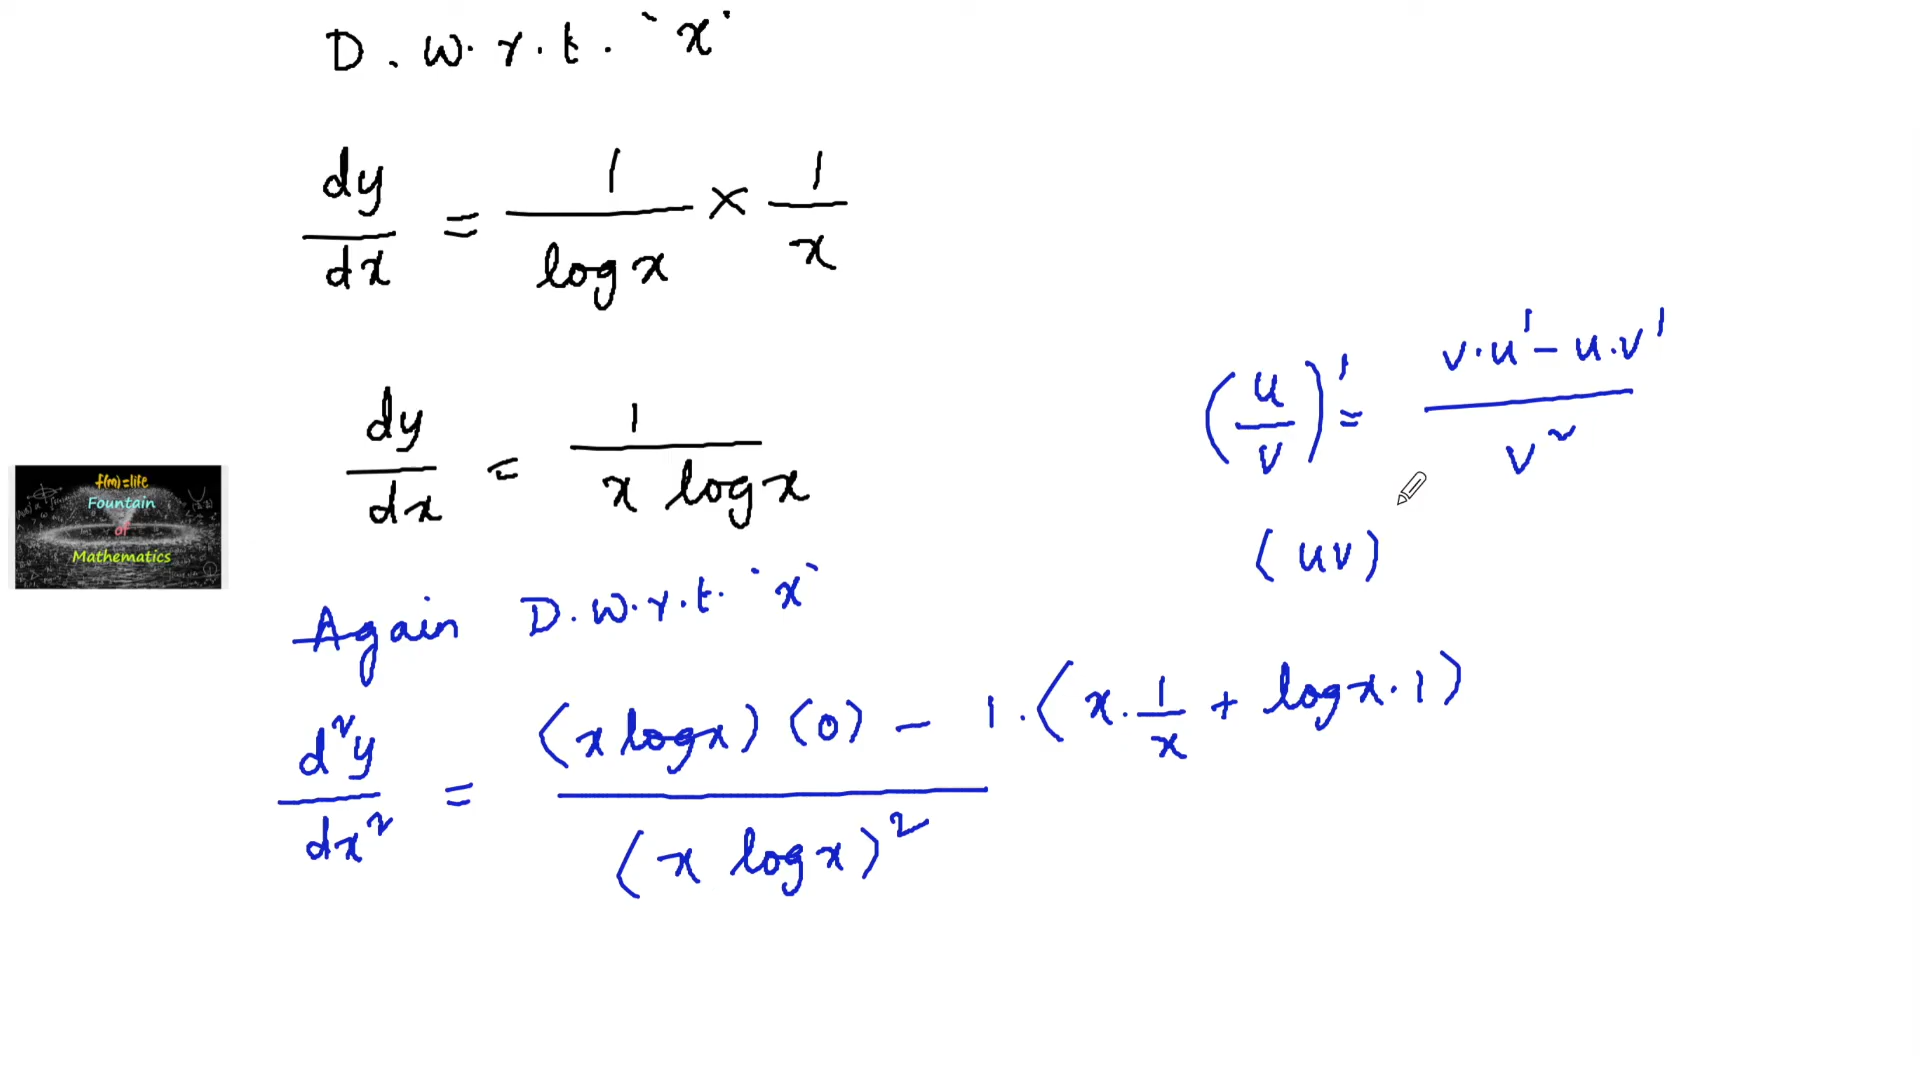 D. w.r.t. `x`
dy/dx = 1/log x × 1/x
dy/dx = 1/(x log x)
(u/v)' = (v·u' - u·v')/v²
(uv)
f(m)=life
Fountain
of
Mathematics
Again D.w.r.t. `x`
d²y/dx² = ((x log x)(0) - 1·(x·1/x + log x·1))/(x log x)²